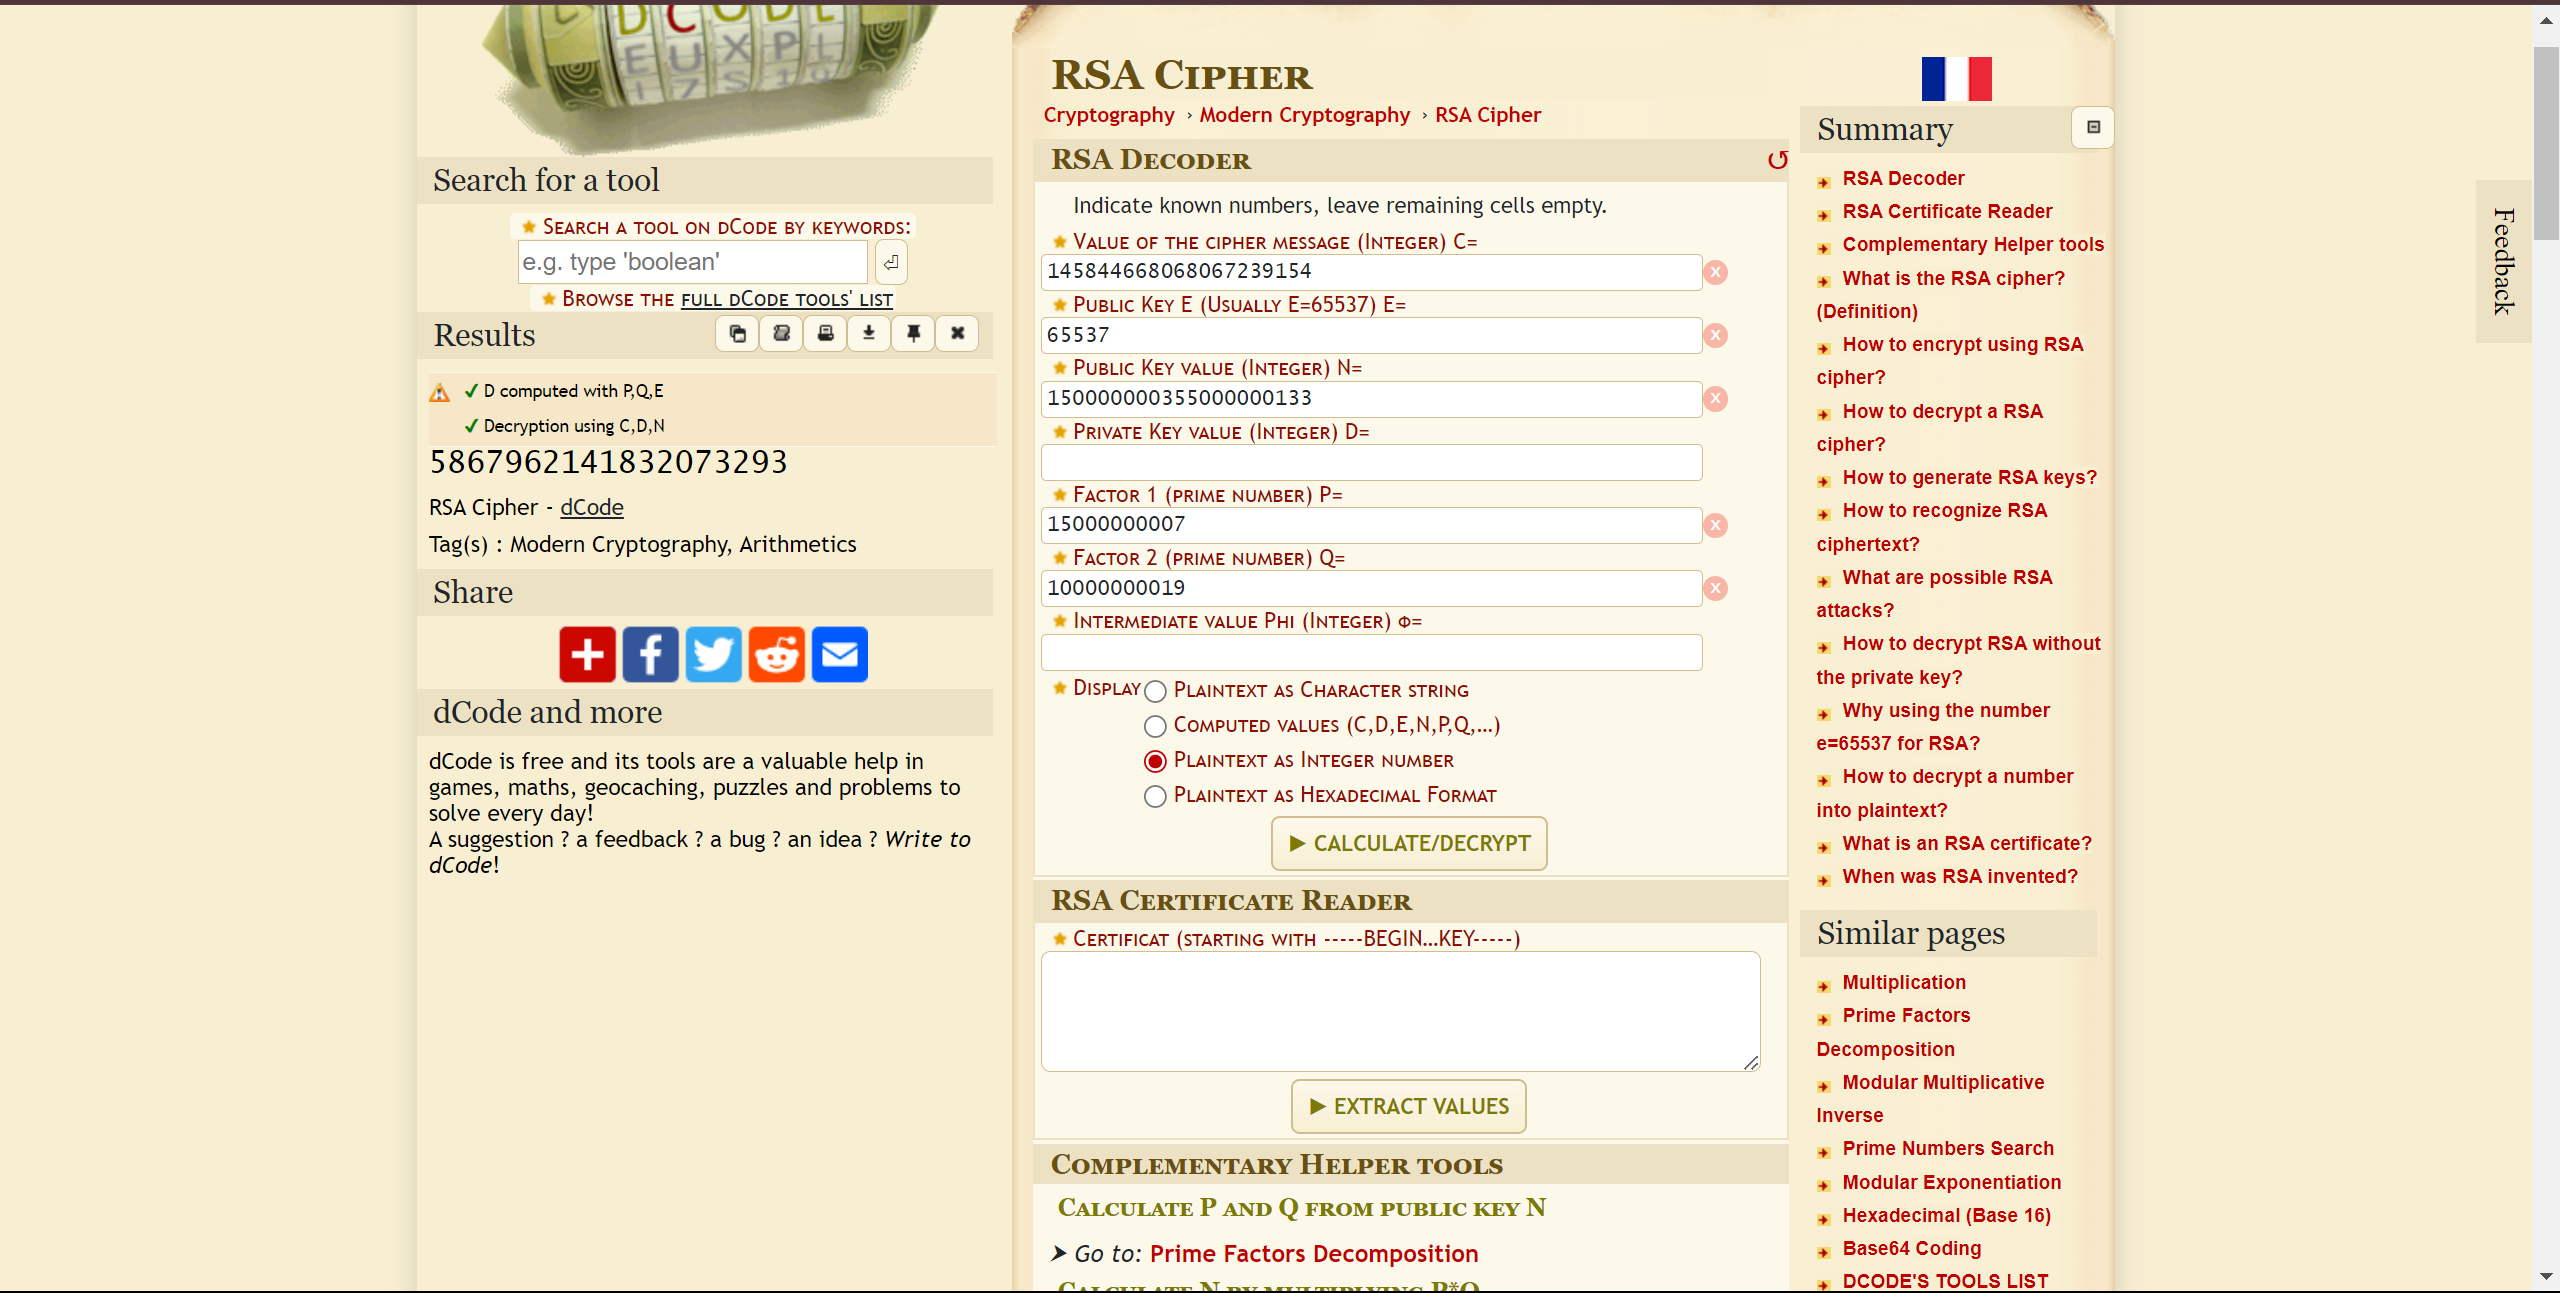 DCODE
EUXPL
Search for a tool
Search a tool on dCode by keywords:
e.g. type 'boolean'
Browse the full dCode tools' list
Results
D computed with P,Q,E
Decryption using C,D,N
5867962141832073293
RSA Cipher - dCode
Tag(s) : Modern Cryptography, Arithmetics
Share
dCode and more
dCode is free and its tools are a valuable help in
games, maths, geocaching, puzzles and problems to
solve every day!
A suggestion ? a feedback ? a bug ? an idea ? Write to
dCode!
RSA Cipher
Cryptography › Modern Cryptography › RSA Cipher
RSA Decoder
Indicate known numbers, leave remaining cells empty.
Value of the cipher message (Integer) C=
145844668068067239154
x
Public Key E (Usually E=65537) E=
65537
x
Public Key value (Integer) N=
150000000355000000133
x
Private Key value (Integer) D=
Factor 1 (prime number) P=
15000000007
x
Factor 2 (prime number) Q=
10000000019
x
Intermediate value Phi (Integer) Φ=
Display
Plaintext as Character string
Computed values (C,D,E,N,P,Q,...)
Plaintext as Integer number
Plaintext as Hexadecimal Format
► CALCULATE/DECRYPT
RSA Certificate Reader
Certificat (starting with -----BEGIN...KEY-----)
► EXTRACT VALUES
Complementary Helper tools
Calculate P and Q from public key N
➤ Go to: Prime Factors Decomposition
Calculate N by multiplying P*Q
Summary
RSA Decoder
RSA Certificate Reader
Complementary Helper tools
What is the RSA cipher?
(Definition)
How to encrypt using RSA
cipher?
How to decrypt a RSA
cipher?
How to generate RSA keys?
How to recognize RSA
ciphertext?
What are possible RSA
attacks?
How to decrypt RSA without
the private key?
Why using the number
e=65537 for RSA?
How to decrypt a number
into plaintext?
What is an RSA certificate?
When was RSA invented?
Similar pages
Multiplication
Prime Factors
Decomposition
Modular Multiplicative
Inverse
Prime Numbers Search
Modular Exponentiation
Hexadecimal (Base 16)
Base64 Coding
DCODE'S TOOLS LIST
Feedback